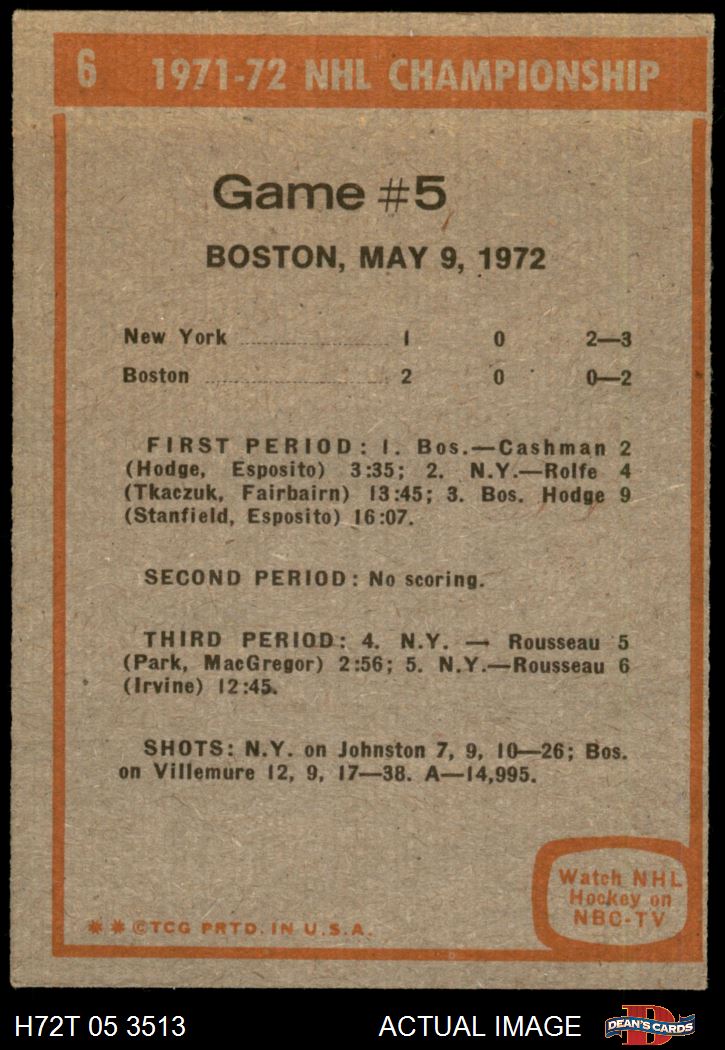 6 1971-72 NHL CHAMPIONSHIP
Game #5
BOSTON, MAY 9, 1972
New York ........................ 1 0 2—3
Boston ............................ 2 0 0—2
FIRST PERIOD: 1. Bos.—Cashman 2
(Hodge, Esposito) 3:35; 2. N.Y.—Rolfe 4
(Tkaczuk, Fairbairn) 13:45; 3. Bos. Hodge 9
(Stanfield, Esposito) 16:07.
SECOND PERIOD: No scoring.
THIRD PERIOD: 4. N.Y. — Rousseau 5
(Park, MacGregor) 2:56; 5. N.Y.—Rousseau 6
(Irvine) 12:45.
SHOTS: N.Y. on Johnston 7, 9, 10—26; Bos.
on Villemure 12, 9, 17—38. A—14,995.
Watch NHL
Hockey on
NBC-TV
* * ©TCG PRTD. IN U.S.A.
H72T 05 3513 ACTUAL IMAGE
D
DEAN'S CARDS